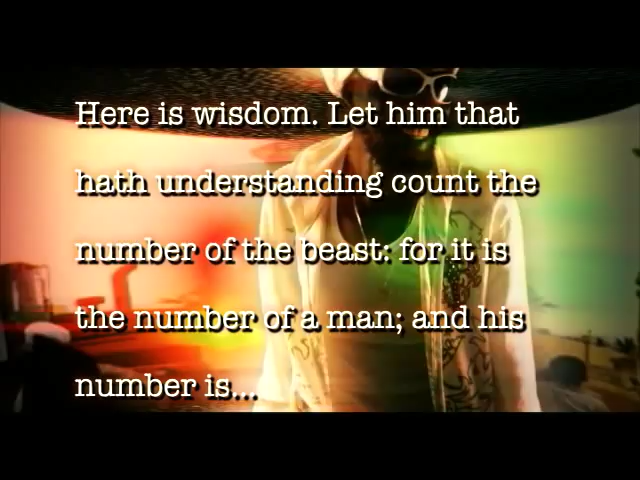 Here is wisdom. Let him that
hath understanding count the
number of the beast: for it is
the number of a man; and his
number is...